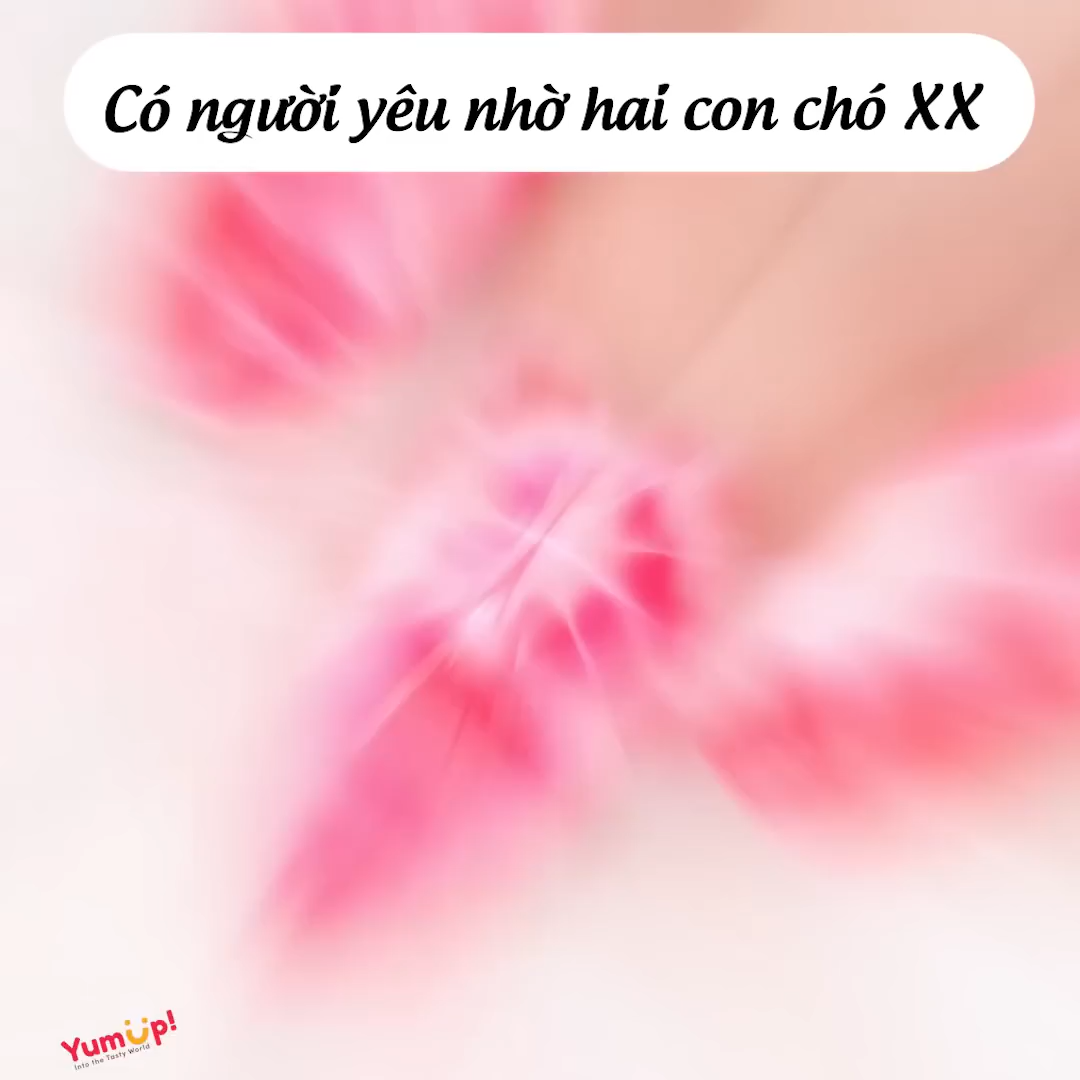 Có người yêu nhờ hai con chó XX
YumUp!
Into the Tasty World